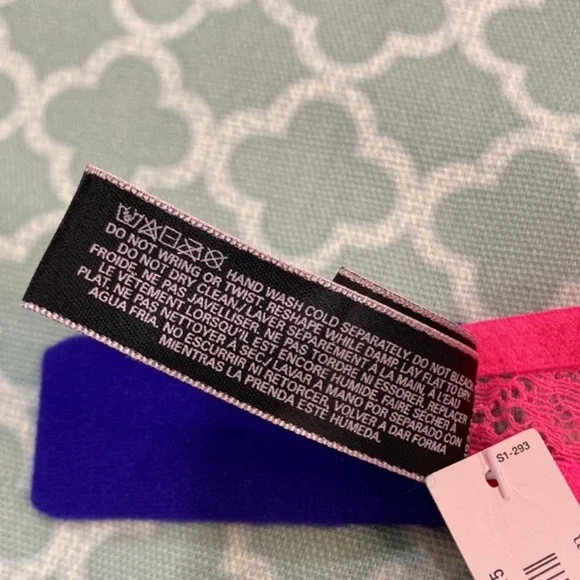 HAND WASH COLD SEPARATELY. DO NOT BLEACH.
DO NOT WRING OR TWIST. RESHAPE WHILE DAMP. LAY FLAT TO DRY.
DO NOT DRY CLEAN./ LAVER SÉPARÉMENT À LA MAIN, À L'EAU
FROIDE. NE PAS JAVELLISER. NE PAS TORDRE NI ESSORER. REPLACER
LE VÊTEMENT LORSQU'IL EST ENCORE HUMIDE. FAIRE SÉCHER À
PLAT. NE PAS NETTOYER À SEC./ LAVAR A MANO POR SEPARADO CON
AGUA FRÍA. NO ESCURRIR NI RETORCER, VOLVER A DAR FORMA
MIENTRAS LA PRENDA ESTÉ HÚMEDA.
S1-293
5